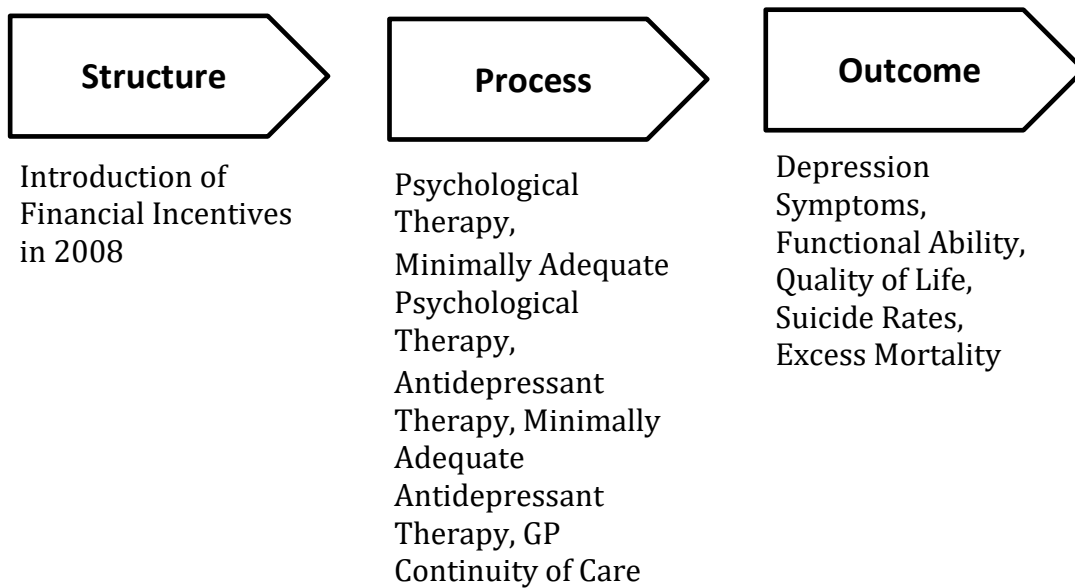 Structure
Introduction of
Financial Incentives
in 2008
Process
Psychological
Therapy,
Minimally Adequate
Psychological
Therapy,
Antidepressant
Therapy, Minimally
Adequate
Antidepressant
Therapy, GP
Continuity of Care
Outcome
Depression
Symptoms,
Functional Ability,
Quality of Life,
Suicide Rates,
Excess Mortality